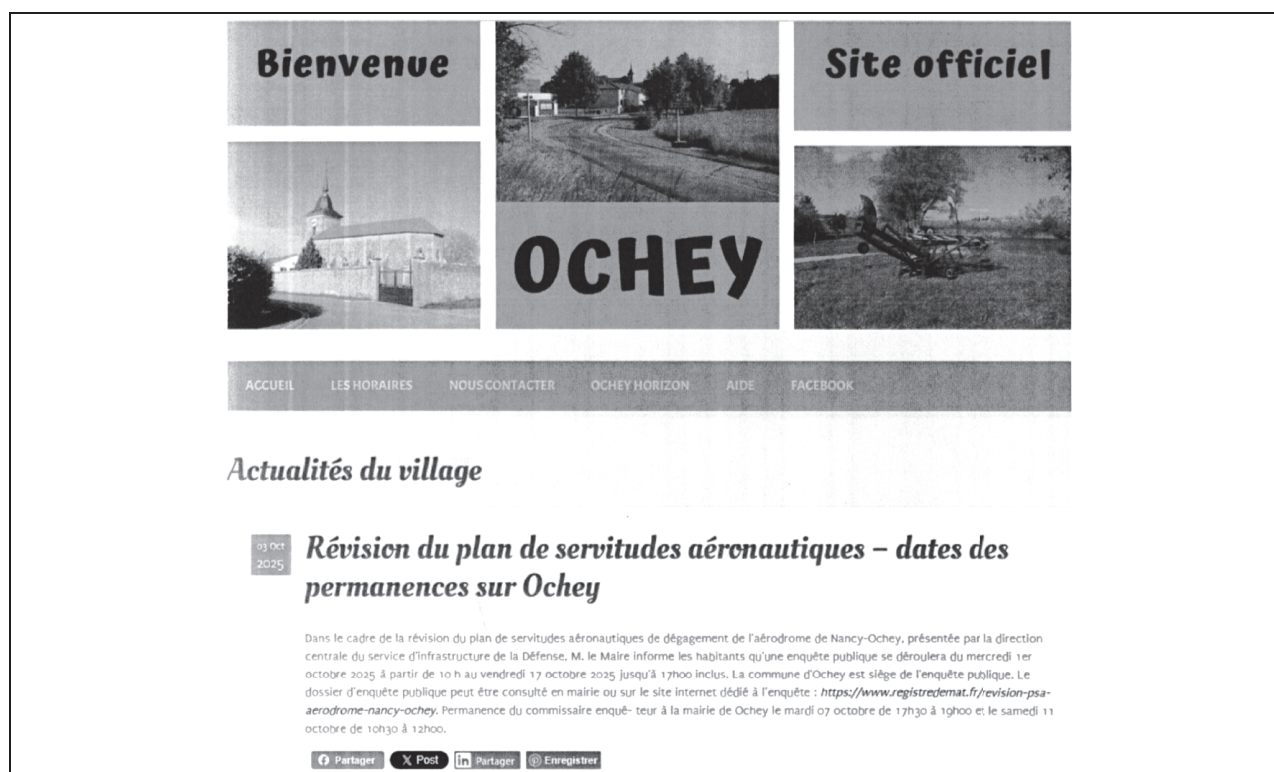 Bienvenue
Site officiel
OCHEY
ACCUEIL LES HORAIRES NOUS CONTACTER OCHEY HORIZON AIDE FACEBOOK
Actualités du village
03 Oct
2025
Révision du plan de servitudes aéronautiques – dates des
permanences sur Ochey
Dans le cadre de la révision du plan de servitudes aéronautiques de dégagement de l'aérodrome de Nancy-Ochey, présentée par la direction
centrale du service d'infrastructure de la Défense, M. le Maire informe les habitants qu'une enquête publique se déroulera du mercredi 1er
octobre 2025 à partir de 10 h au vendredi 17 octobre 2025 jusqu'à 17h00 inclus. La commune d'Ochey est siège de l'enquête publique. Le
dossier d'enquête publique peut être consulté en mairie ou sur le site internet dédié à l'enquête : https://www.registredemat.fr/revision-psa-
aerodrome-nancy-ochey. Permanence du commissaire enquê- teur à la mairie de Ochey le mardi 07 octobre de 17h30 à 19h00 et le samedi 11
octobre de 10h30 à 12h00.
Partager Post Partager Enregistrer